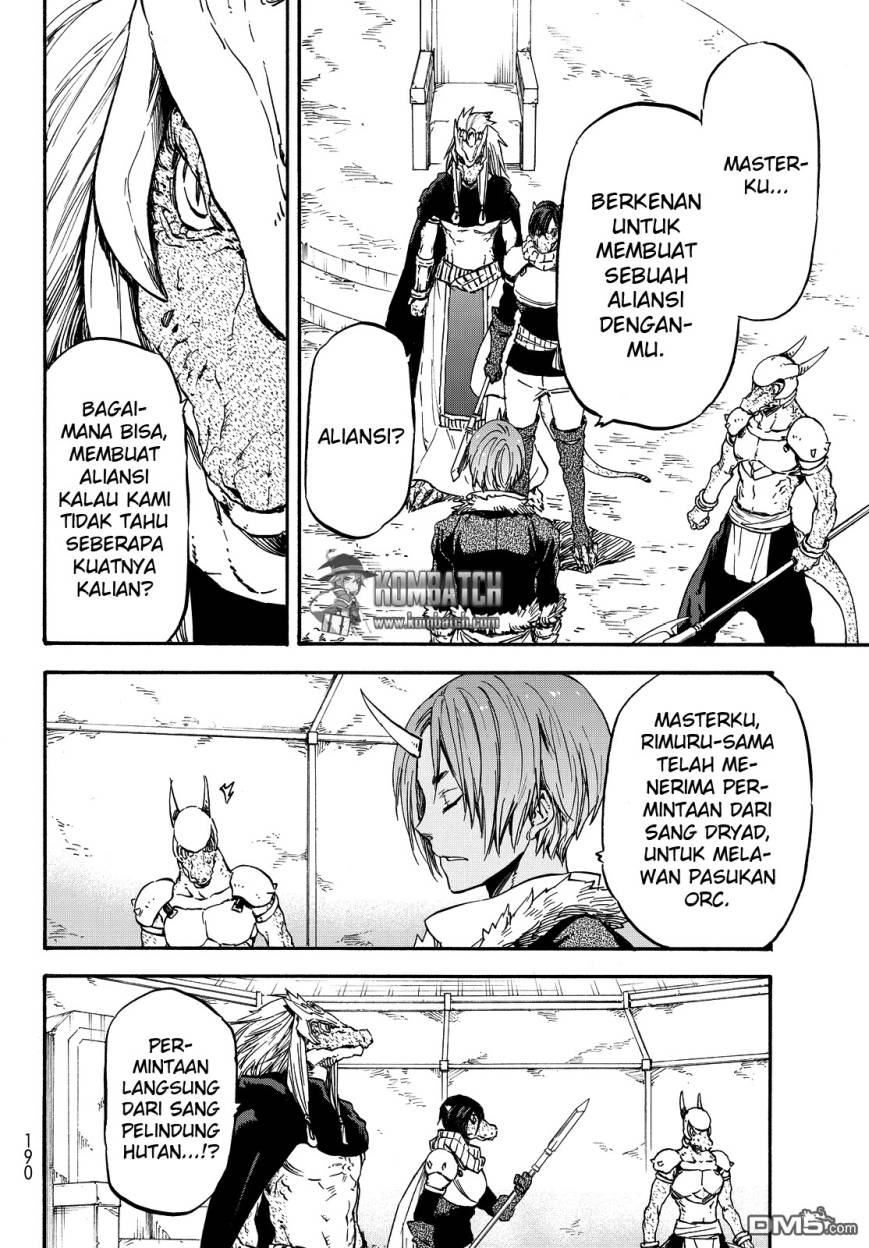 MASTER-
KU...
BERKENAN
UNTUK
MEMBUAT
SEBUAH
ALIANSI
DENGAN-
MU.
ALIANSI?
BAGAI-
MANA BISA,
MEMBUAT
ALIANSI
KALAU KAMI
TIDAK TAHU
SEBERAPA
KUATNYA
KALIAN?
KOMBATCH
www.kombatch.com
MASTERKU,
RIMURU-SAMA
TELAH ME-
NERIMA PER-
MINTAAN DARI
SANG DRYAD,
UNTUK MELA-
WAN PASUKAN
ORC.
PER-
MINTAAN
LANGSUNG
DARI SANG
PELINDUNG
HUTAN...!?
190
DM5.com